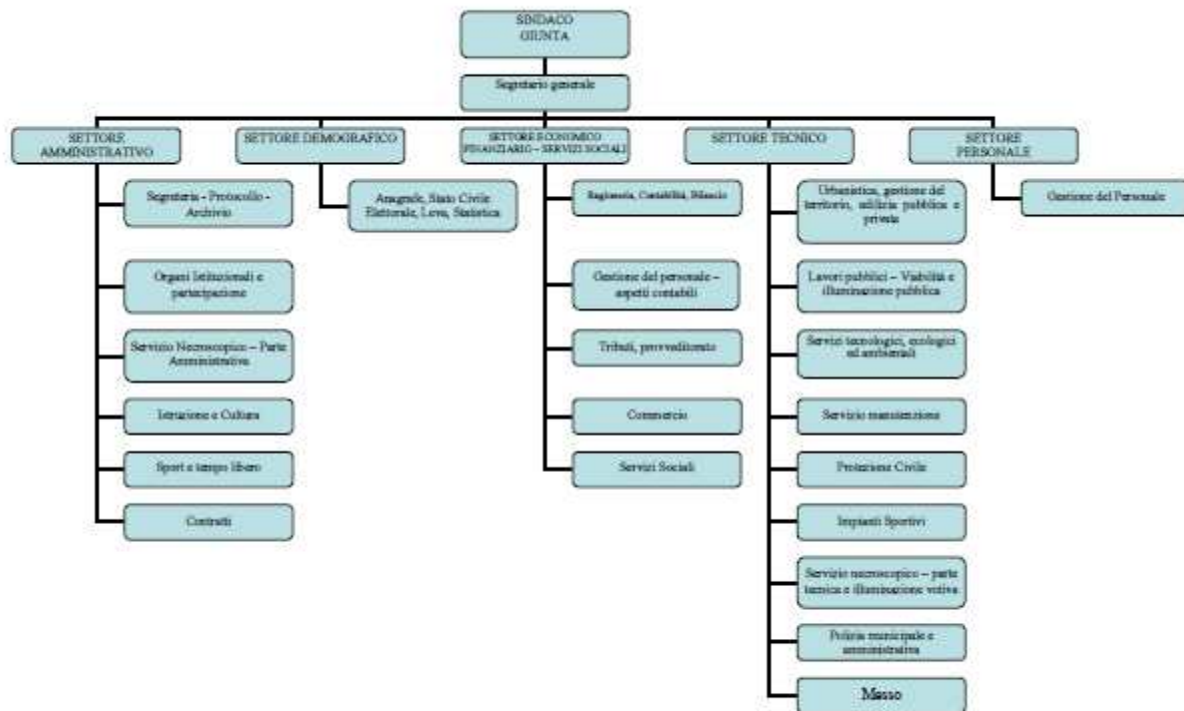 SINDACO
GIUNTA
Segretario generale
SETTORE
AMMINISTRATIVO
SETTORE DEMOGRAFICO
SETTORE ECONOMICO
FINANZIARIO – SERVIZI SOCIALI
SETTORE TECNICO
SETTORE
PERSONALE
Segreteria - Protocollo -
Archivio
Organi Istituzionali e
partecipazione
Servizio Necroscopico – Parte
Amministrativa
Istruzione e Cultura
Sport e tempo libero
Contratti
Anagrafe, Stato Civile
Elettorale, Leva, Statistica
Ragioneria, Contabilità, Bilancio
Gestione del personale –
aspetti contabili
Tributi, provveditorato
Commercio
Servizi Sociali
Urbanistica, gestione del
territorio, edilizia pubblica e
privata
Lavori pubblici – Viabilità e
illuminazione pubblica
Servizi tecnologici, ecologici
ed ambientali
Servizio manutenzione
Protezione Civile
Impianti Sportivi
Servizio necroscopico – parte
tecnica e illuminazione votiva
Polizia municipale e
amministrativa
Messo
Gestione del Personale